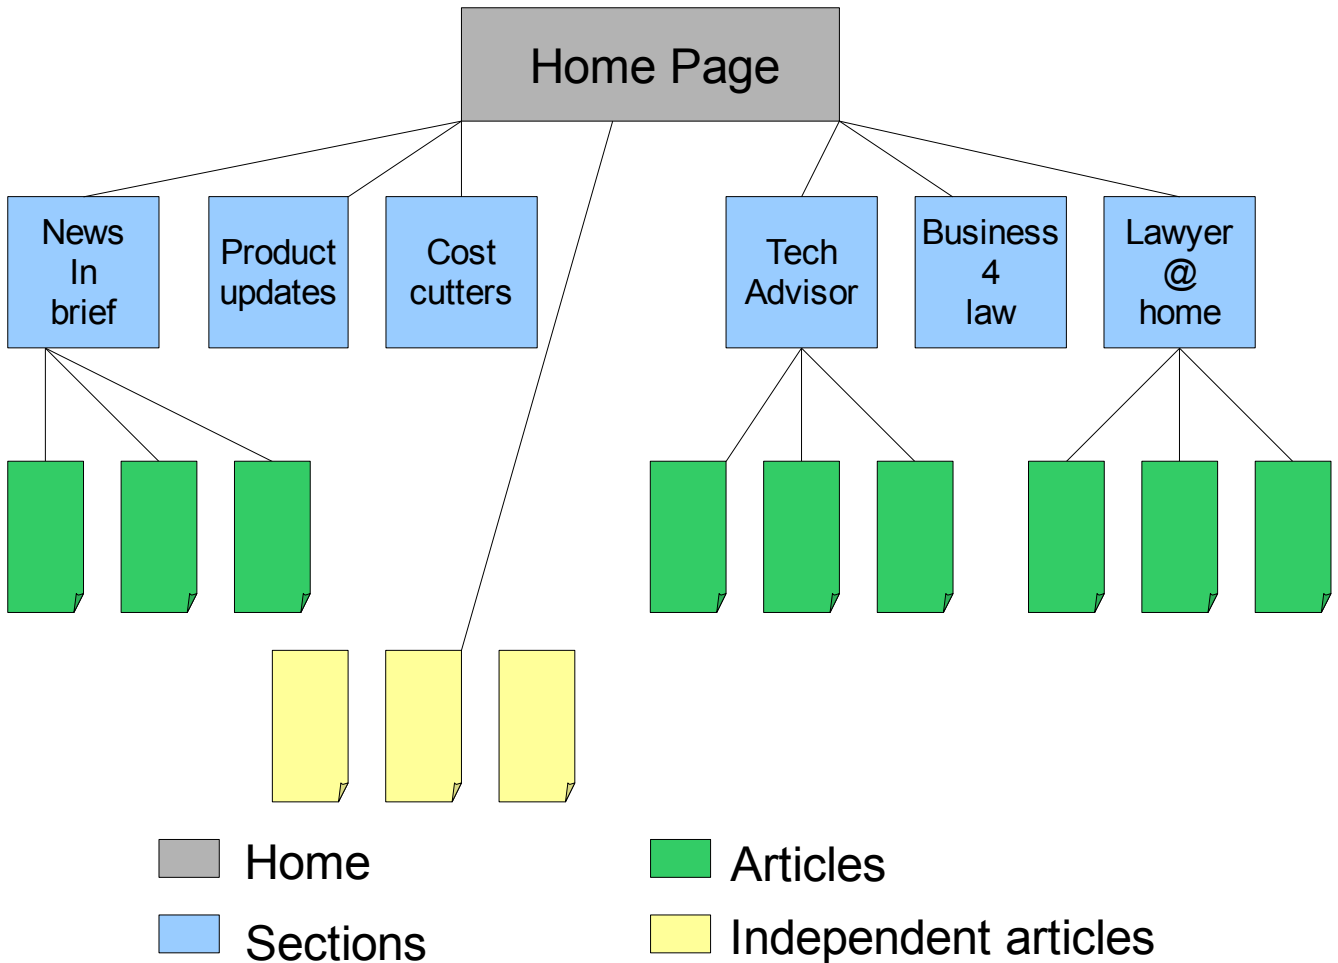 Home Page
News
In
brief
Product
updates
Cost
cutters
Tech
Advisor
Business
4
law
Lawyer
@
home
Home
Articles
Sections
Independent articles